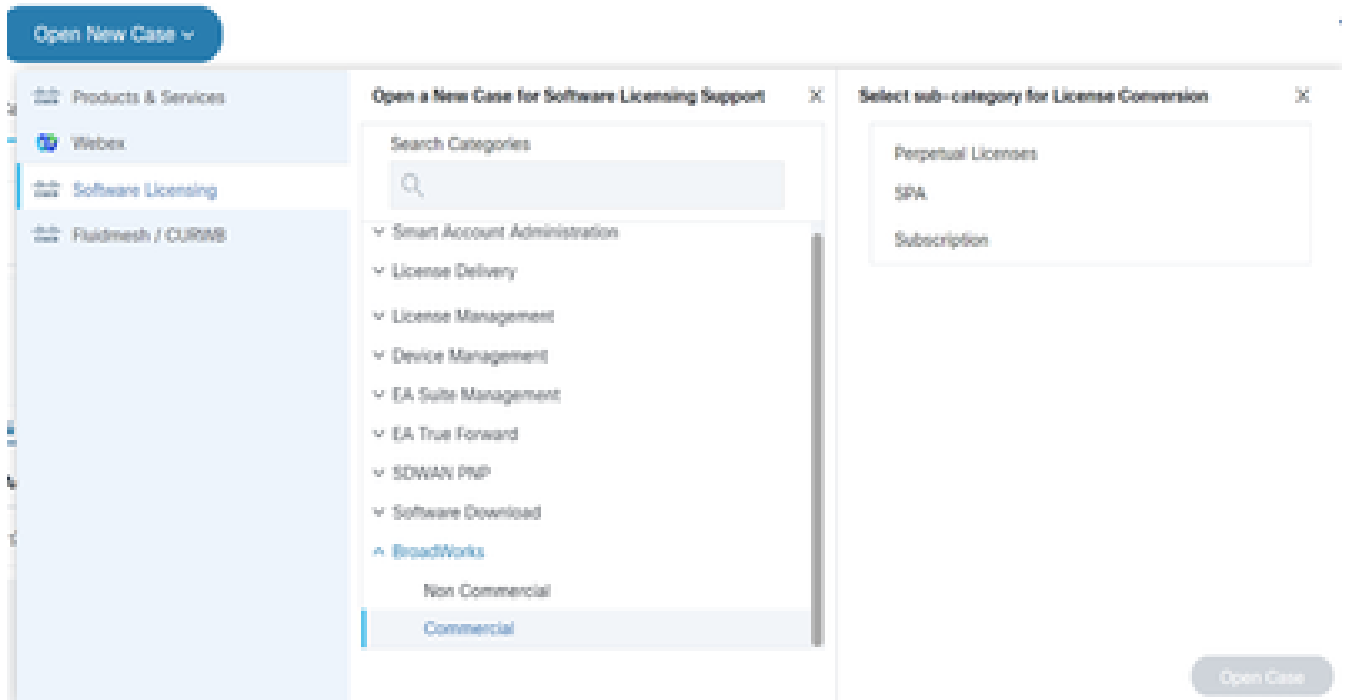 Open New Case
Products & Services
Webex
Software Licensing
Fluidmesh / CURWB
Open a New Case for Software Licensing Support
Search Categories
Smart Account Administration
License Delivery
License Management
Device Management
EA Suite Management
EA True Forward
SDWAN PNP
Software Download
BroadWorks
Non Commercial
Commercial
Select sub-category for License Conversion
Perpetual Licenses
SPA
Subscription
Open Case